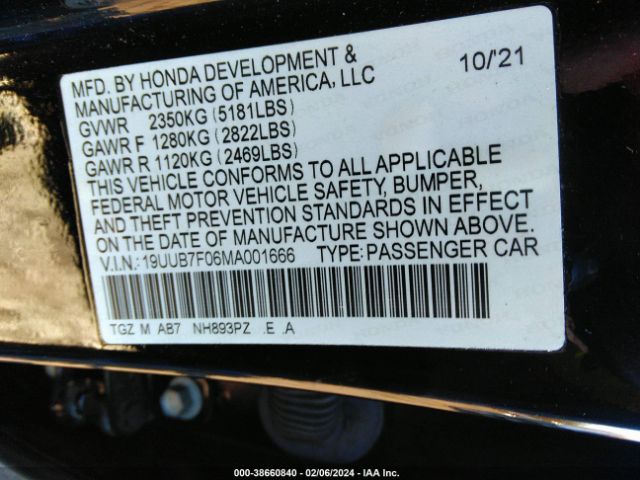 MFD. BY HONDA DEVELOPMENT &
MANUFACTURING OF AMERICA, LLC 10/'21
GVWR 2350KG (5181LBS)
GAWR F 1280KG (2822LBS)
GAWR R 1120KG (2469LBS)
THIS VEHICLE CONFORMS TO ALL APPLICABLE
FEDERAL MOTOR VEHICLE SAFETY, BUMPER,
AND THEFT PREVENTION STANDARDS IN EFFECT
ON THE DATE OF MANUFACTURE SHOWN ABOVE.
V.I.N.:19UUB7F06MA001666 TYPE:PASSENGER CAR
TGZ M AB7 NH893PZ .E .A
000-38660840 - 02/06/2024 - IAA Inc.